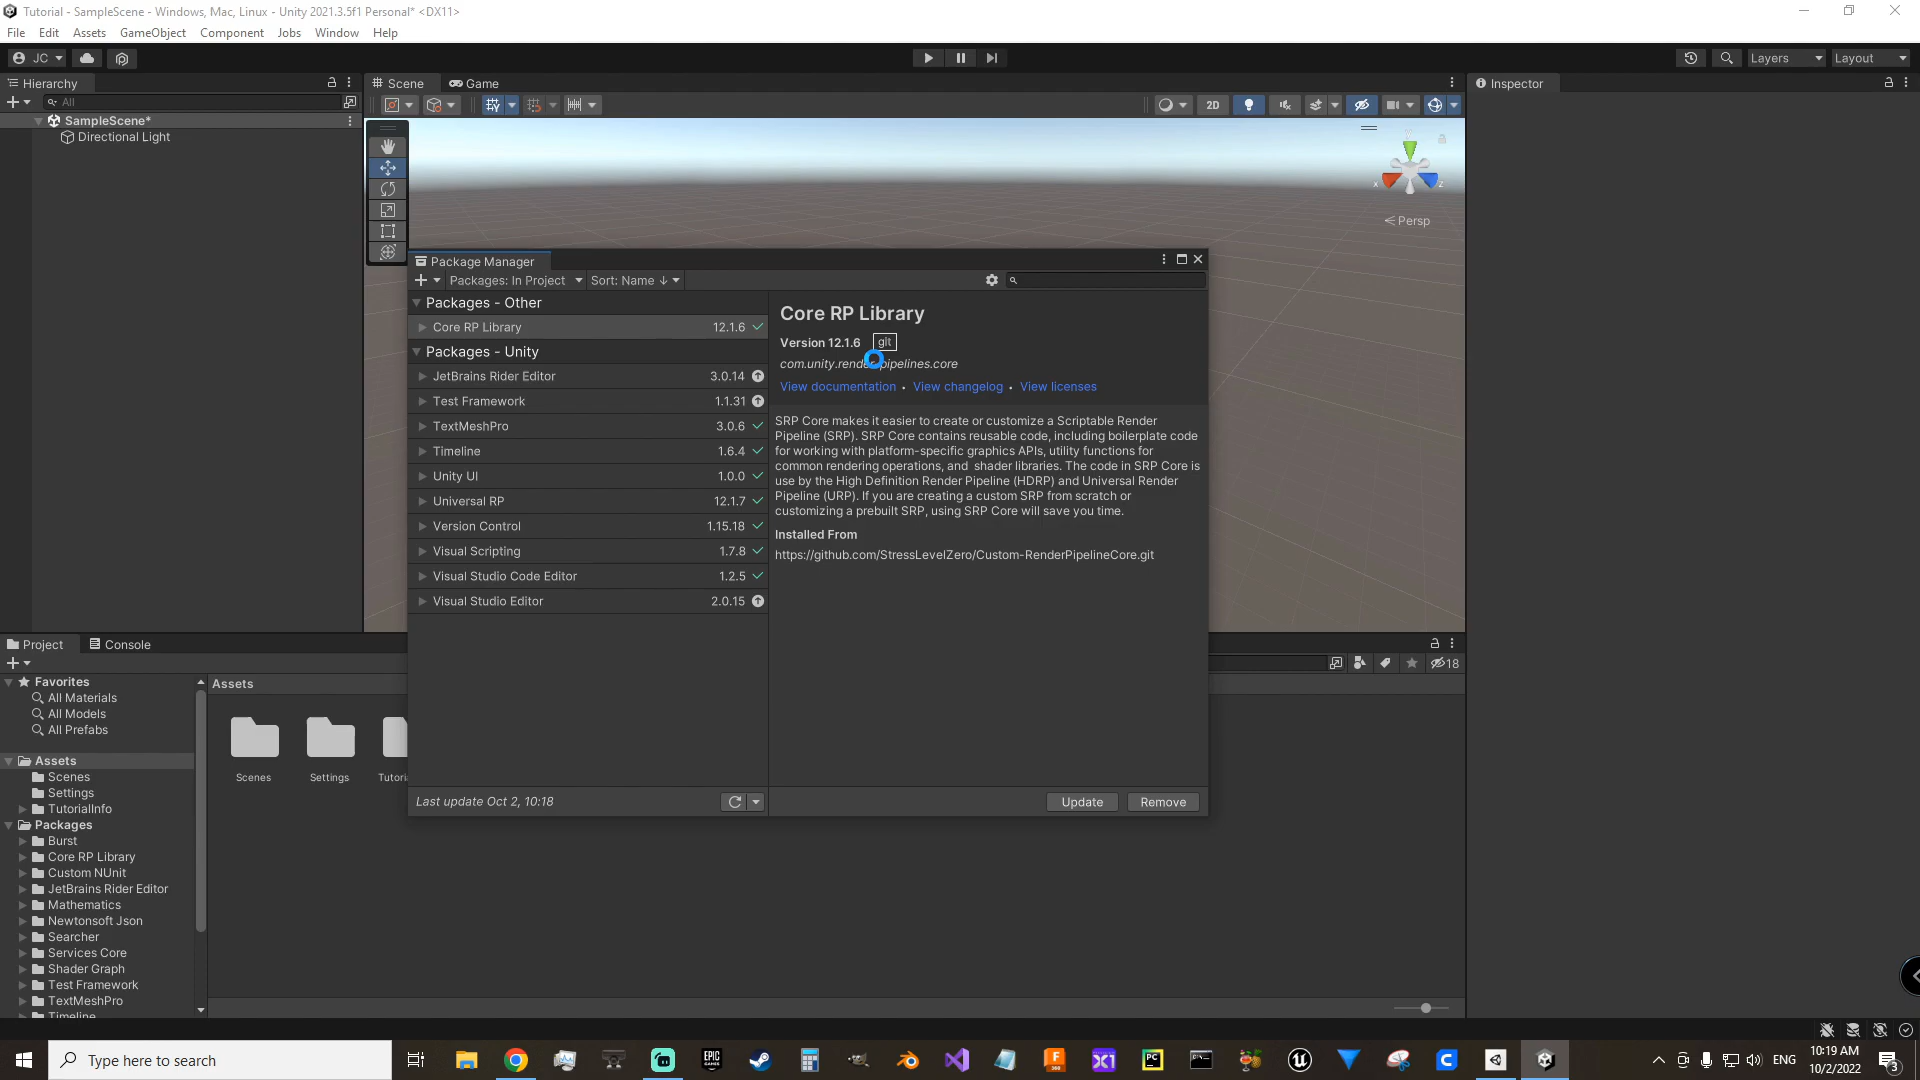 Tutorial - SampleScene - Windows, Mac, Linux - Unity 2021.3.5f1 Personal* <DX11>
File Edit Assets GameObject Component Jobs Window Help
JC
Layers
Layout
Hierarchy
All
SampleScene*
Directional Light
Scene
Game
2D
y
x
z
Persp
Inspector
Package Manager
Packages: In Project
Sort: Name ↓
Packages - Other
Core RP Library 12.1.6
Packages - Unity
JetBrains Rider Editor 3.0.14
Test Framework 1.1.31
TextMeshPro 3.0.6
Timeline 1.6.4
Unity UI 1.0.0
Universal RP 12.1.7
Version Control 1.15.18
Visual Scripting 1.7.8
Visual Studio Code Editor 1.2.5
Visual Studio Editor 2.0.15
Last update Oct 2, 10:18
Core RP Library
Version 12.1.6 git
com.unity.render-pipelines.core
View documentation • View changelog • View licenses
SRP Core makes it easier to create or customize a Scriptable Render
Pipeline (SRP). SRP Core contains reusable code, including boilerplate code
for working with platform-specific graphics APIs, utility functions for
common rendering operations, and shader libraries. The code in SRP Core is
use by the High Definition Render Pipeline (HDRP) and Universal Render
Pipeline (URP). If you are creating a custom SRP from scratch or
customizing a prebuilt SRP, using SRP Core will save you time.
Installed From
https://github.com/StressLevelZero/Custom-RenderPipelineCore.git
Update
Remove
Project
Console
18
Favorites
All Materials
All Models
All Prefabs
Assets
Scenes
Settings
TutorialInfo
Packages
Burst
Core RP Library
Custom NUnit
JetBrains Rider Editor
Mathematics
Newtonsoft Json
Searcher
Services Core
Shader Graph
Test Framework
TextMeshPro
Timeline
Assets
Scenes
Settings
Tutori
Type here to search
ENG
10:19 AM
10/2/2022
3